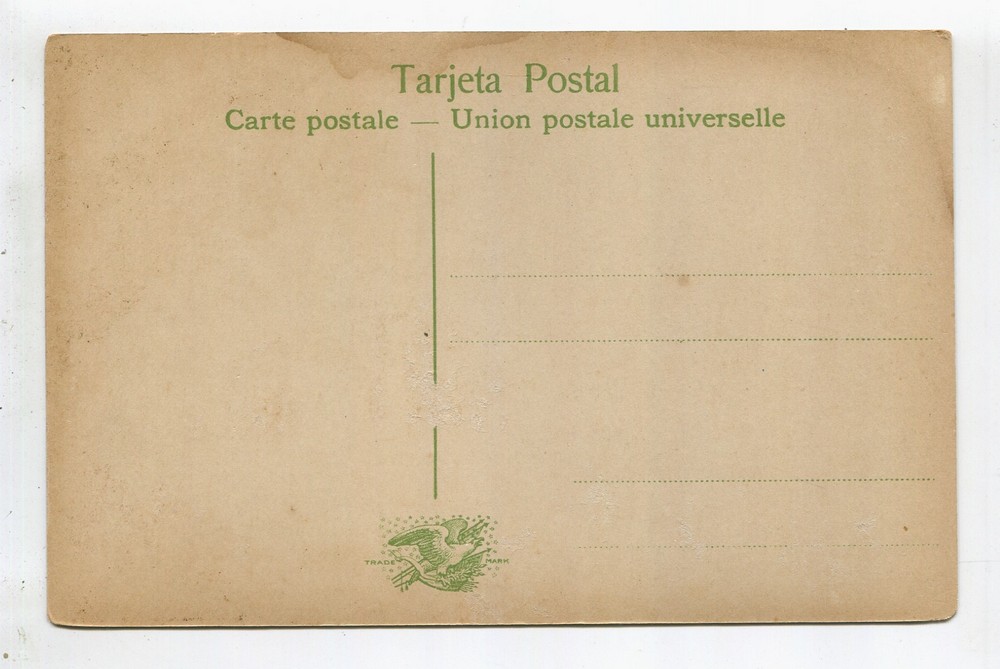 Tarjeta Postal
Carte postale — Union postale universelle
TRADE MARK